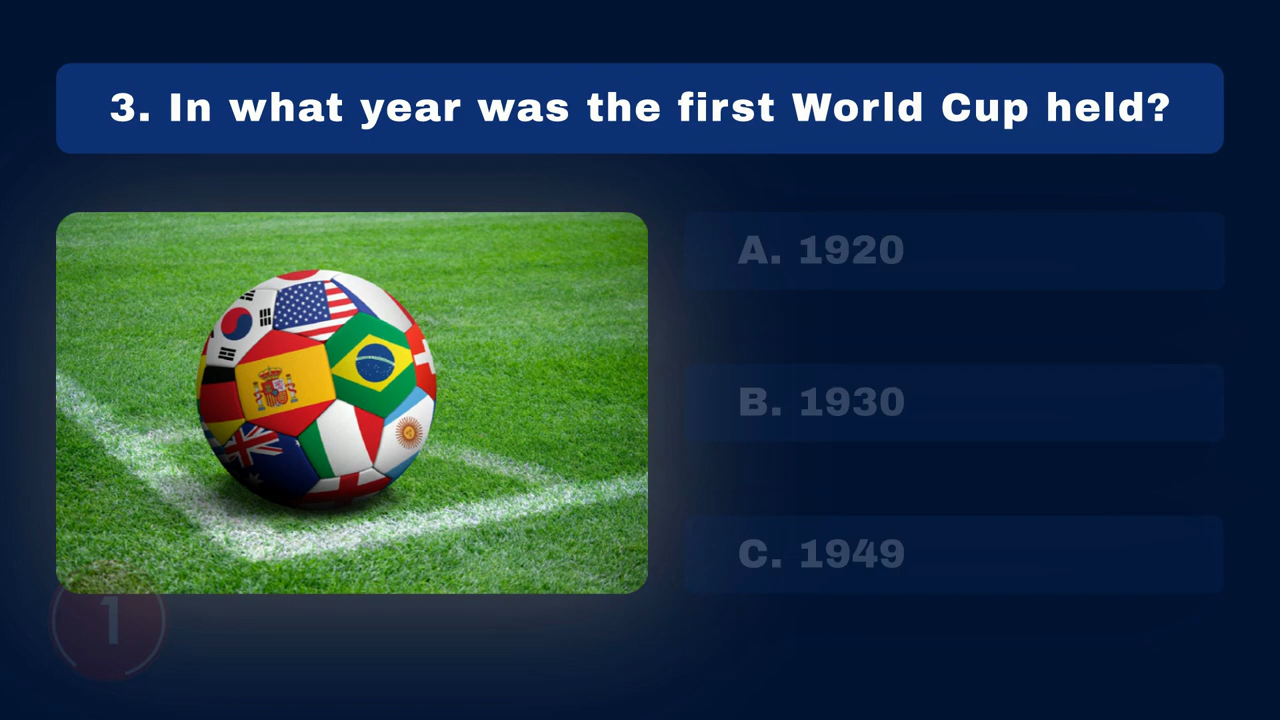 3. In what year was the first World Cup held?
A. 1920
B. 1930
C. 1949
1